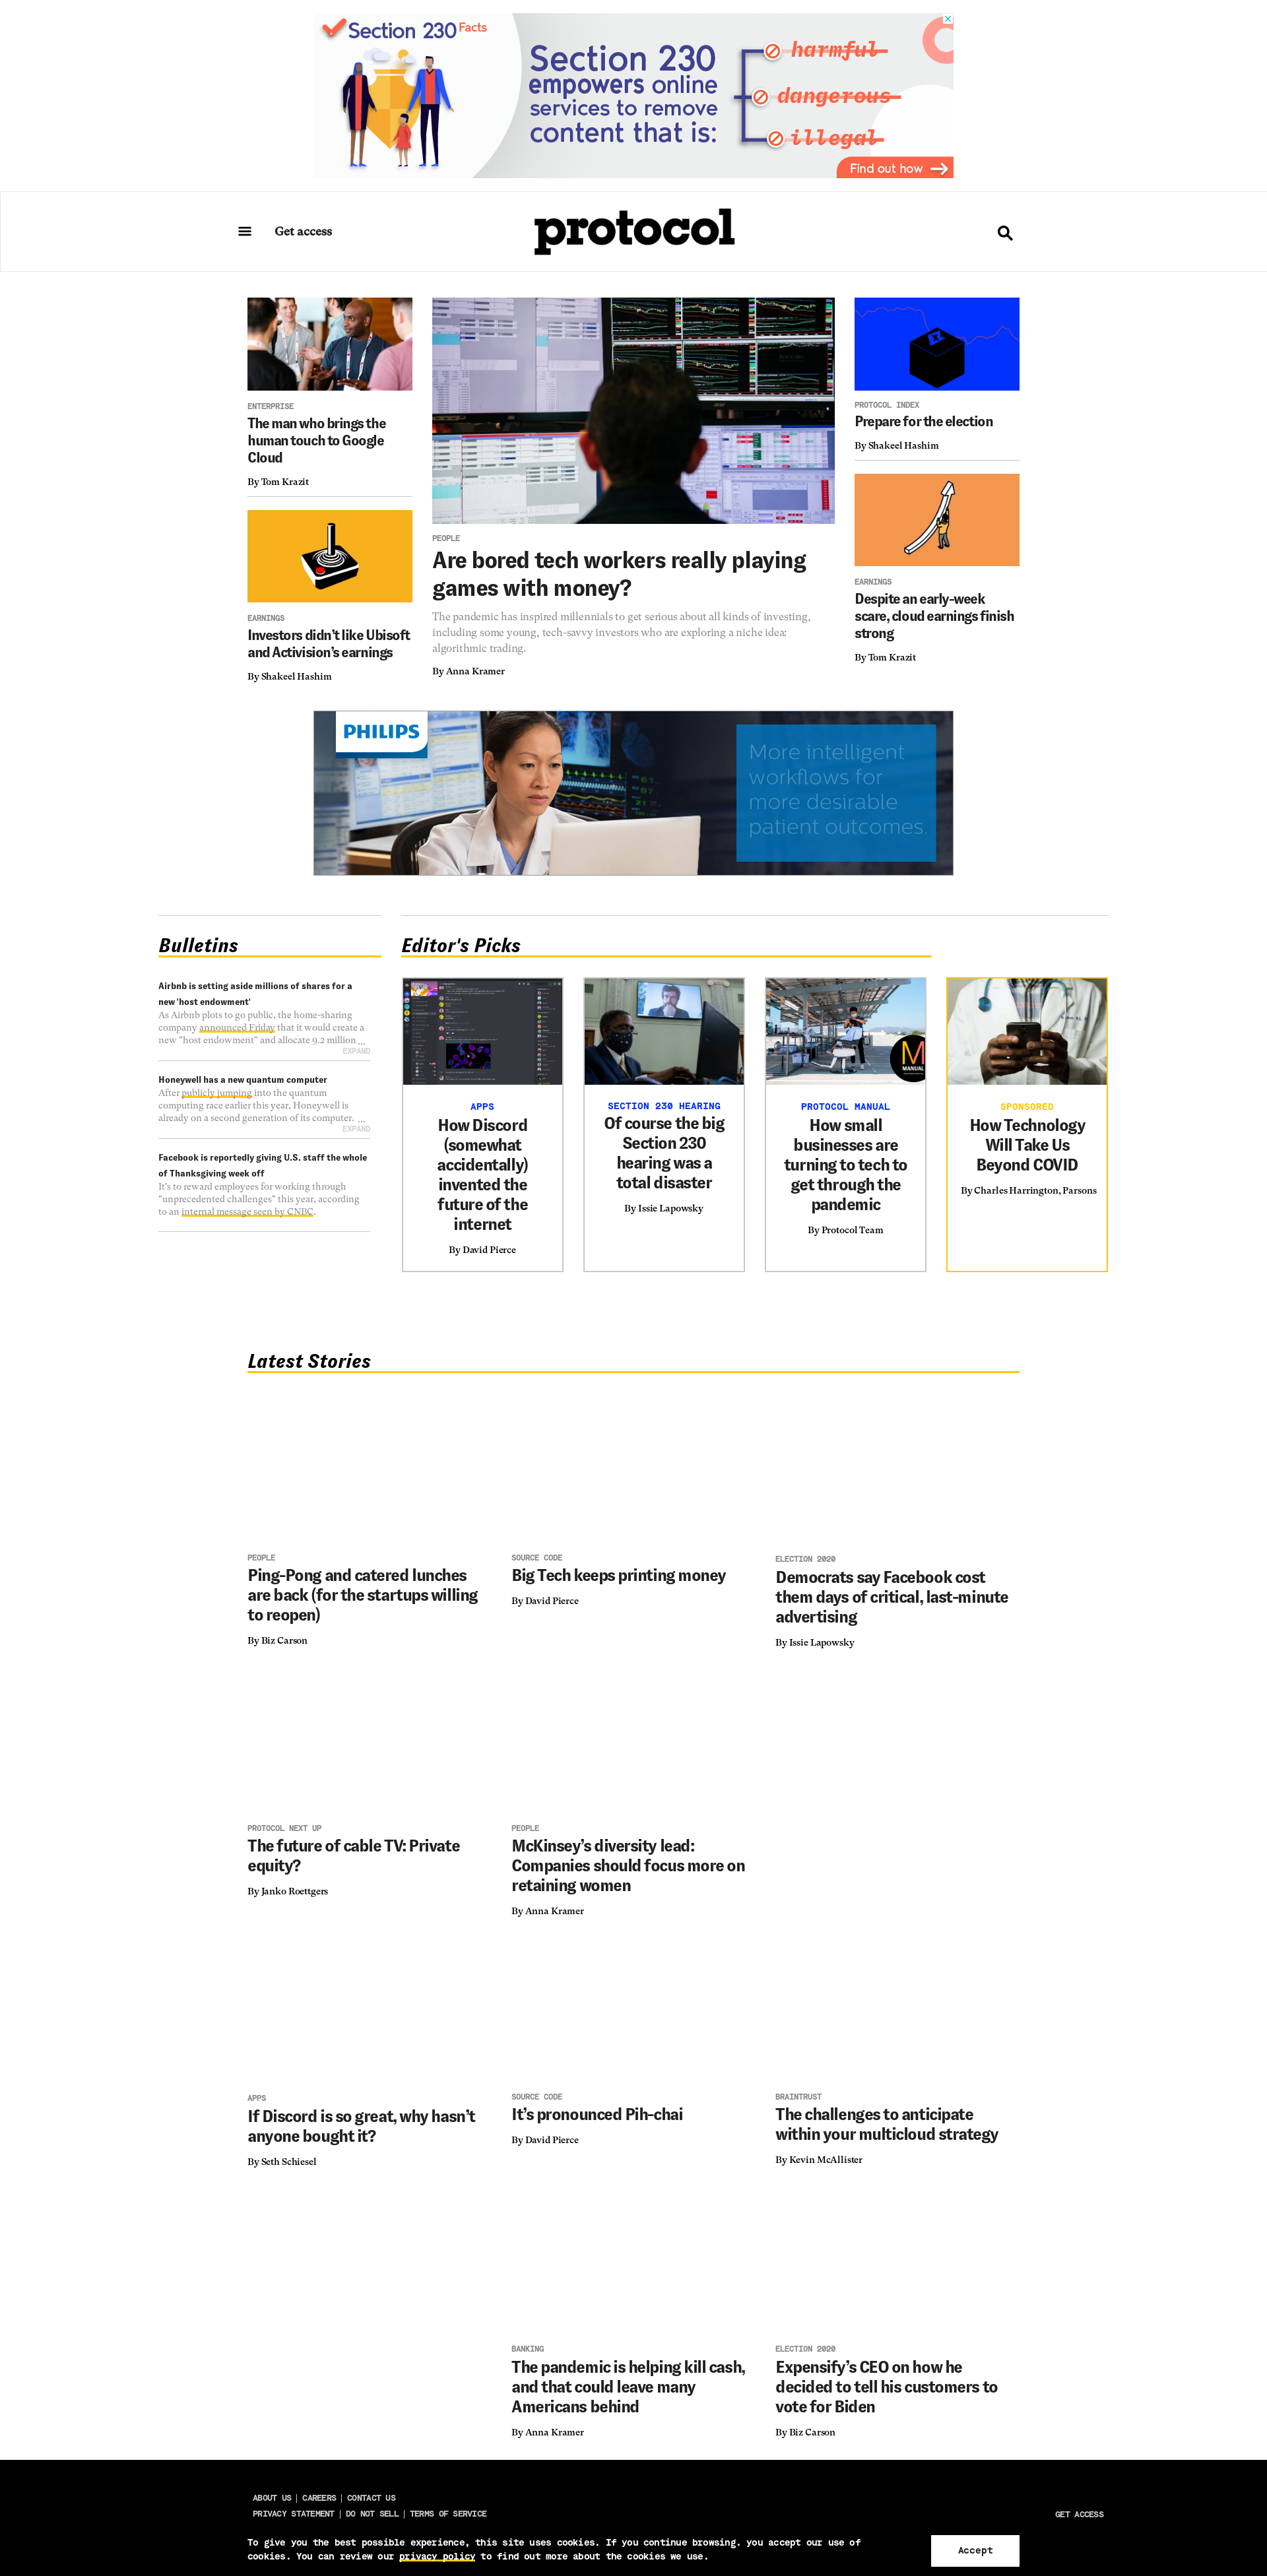 Section 230 Facts
Section 230
empowers online
services to remove
content that is:
harmful
dangerous
illegal
Find out how
Get access
protocol
ENTERPRISE
The man who brings the
human touch to Google
Cloud
By Tom Krazit
EARNINGS
Investors didn’t like Ubisoft
and Activision’s earnings
By Shakeel Hashim
PEOPLE
Are bored tech workers really playing
games with money?
The pandemic has inspired millennials to get serious about all kinds of investing,
including some young, tech-savvy investors who are exploring a niche idea:
algorithmic trading.
By Anna Kramer
PROTOCOL INDEX
Prepare for the election
By Shakeel Hashim
EARNINGS
Despite an early-week
scare, cloud earnings finish
strong
By Tom Krazit
PHILIPS
More intelligent
workflows for
more desirable
patient outcomes.
Bulletins
Airbnb is setting aside millions of shares for a
new 'host endowment'
As Airbnb plots to go public, the home-sharing
company announced Friday that it would create a
new "host endowment" and allocate 9.2 million ...
EXPAND
Honeywell has a new quantum computer
After publicly jumping into the quantum
computing race earlier this year, Honeywell is
already on a second generation of its computer. ...
EXPAND
Facebook is reportedly giving U.S. staff the whole
of Thanksgiving week off
It's to reward employees for working through
"unprecedented challenges" this year, according
to an internal message seen by CNBC.
Editor's Picks
APPS
How Discord
(somewhat
accidentally)
invented the
future of the
internet
By David Pierce
SECTION 230 HEARING
Of course the big
Section 230
hearing was a
total disaster
By Issie Lapowsky
M
MANUAL
PROTOCOL MANUAL
How small
businesses are
turning to tech to
get through the
pandemic
By Protocol Team
SPONSORED
How Technology
Will Take Us
Beyond COVID
By Charles Harrington, Parsons
Latest Stories
PEOPLE
Ping-Pong and catered lunches
are back (for the startups willing
to reopen)
By Biz Carson
SOURCE CODE
Big Tech keeps printing money
By David Pierce
ELECTION 2020
Democrats say Facebook cost
them days of critical, last-minute
advertising
By Issie Lapowsky
PROTOCOL NEXT UP
The future of cable TV: Private
equity?
By Janko Roettgers
PEOPLE
McKinsey’s diversity lead:
Companies should focus more on
retaining women
By Anna Kramer
APPS
If Discord is so great, why hasn’t
anyone bought it?
By Seth Schiesel
SOURCE CODE
It’s pronounced Pih-chai
By David Pierce
BRAINTRUST
The challenges to anticipate
within your multicloud strategy
By Kevin McAllister
BANKING
The pandemic is helping kill cash,
and that could leave many
Americans behind
By Anna Kramer
ELECTION 2020
Expensify’s CEO on how he
decided to tell his customers to
vote for Biden
By Biz Carson
ABOUT US | CAREERS | CONTACT US
PRIVACY STATEMENT | DO NOT SELL | TERMS OF SERVICE
GET ACCESS
To give you the best possible experience, this site uses cookies. If you continue browsing. you accept our use of
cookies. You can review our privacy policy to find out more about the cookies we use.
Accept